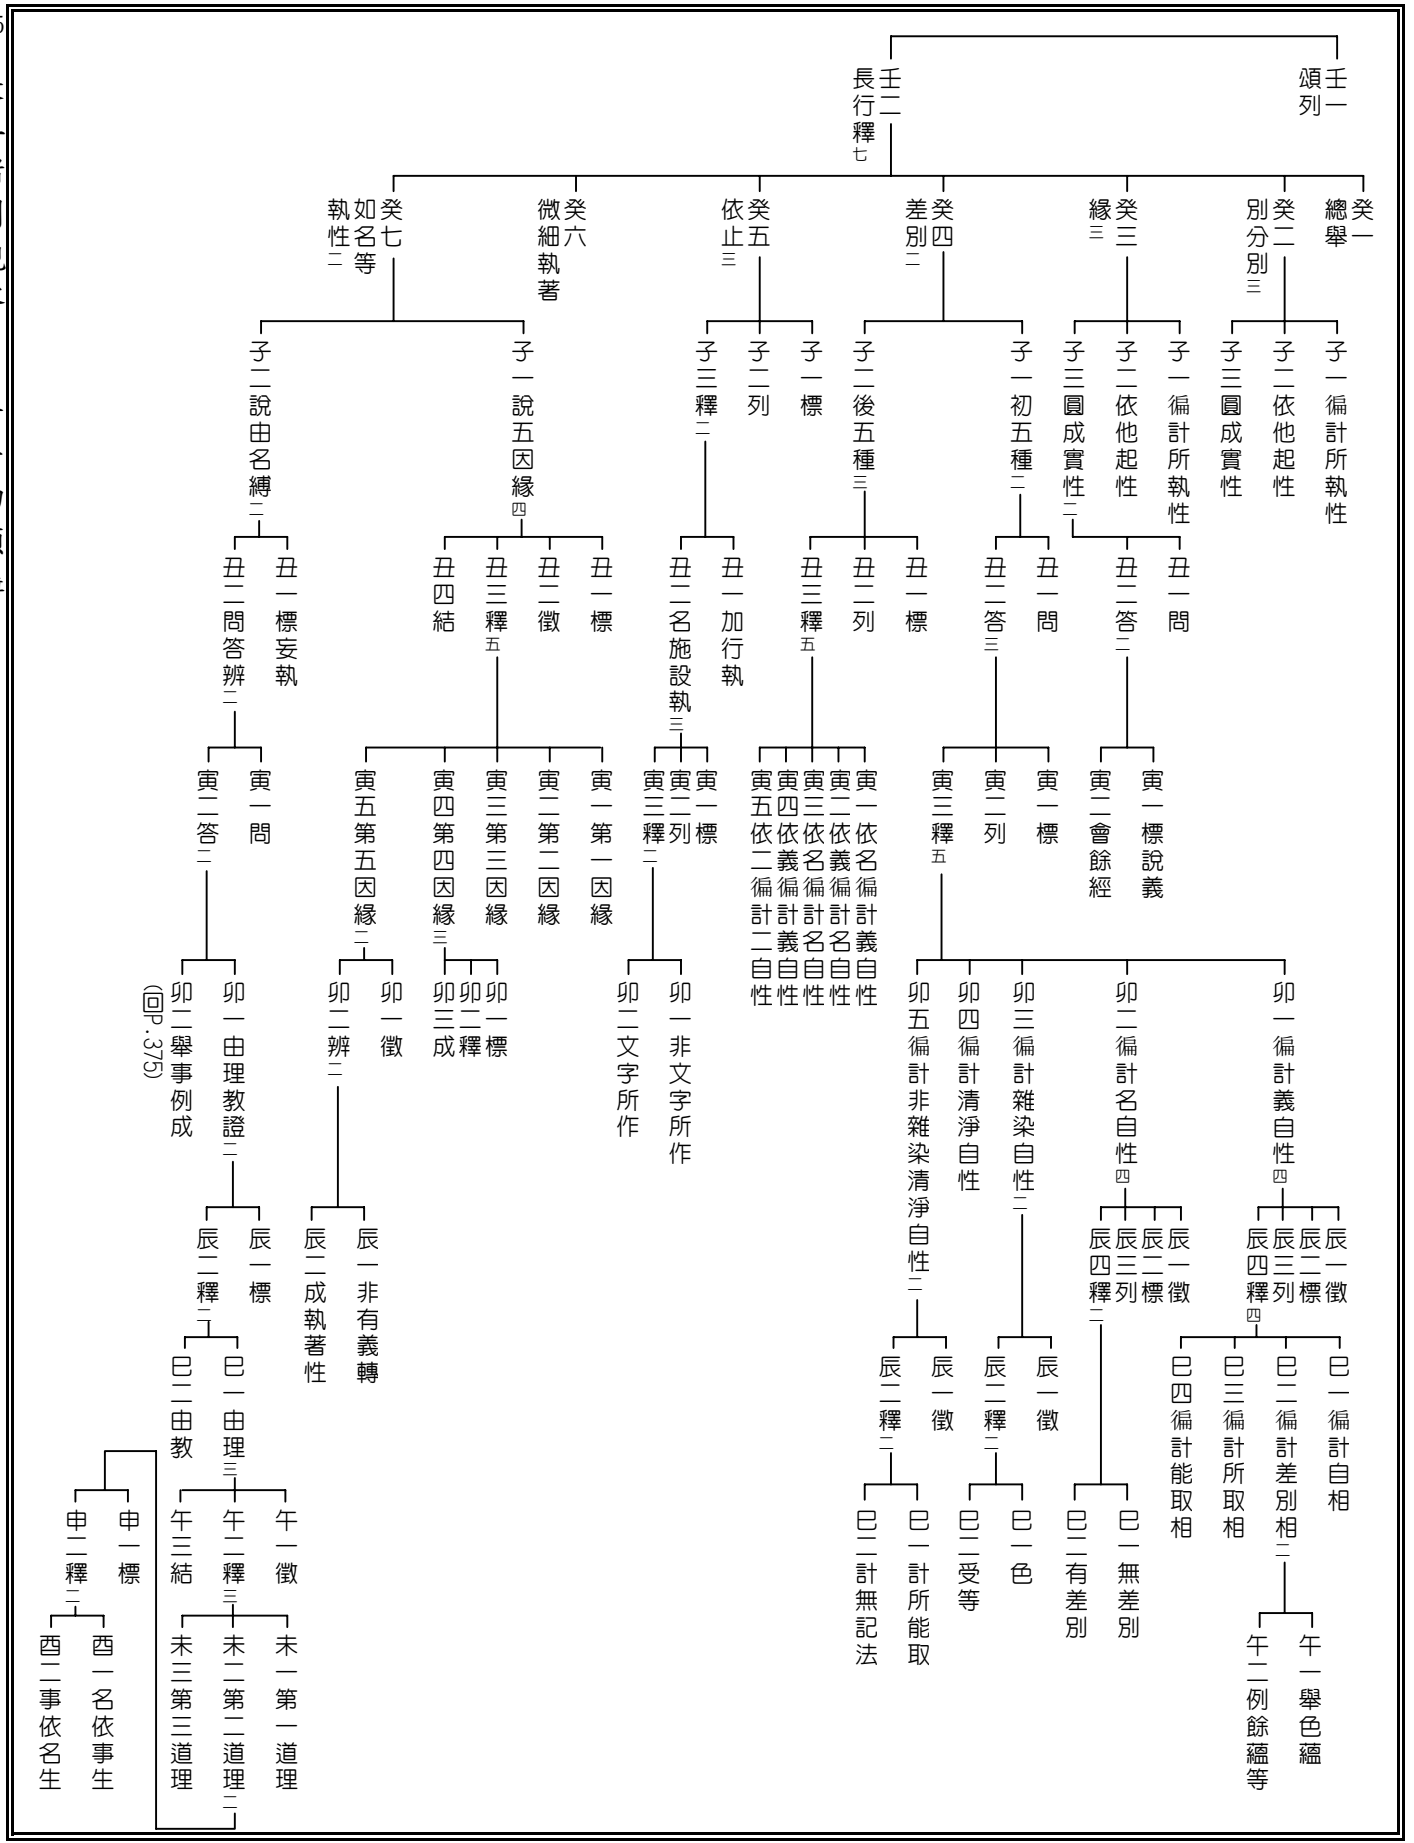 壬一
頌列
壬二
長行釋七
癸一
總舉
癸二
別分別三
癸三
緣三
癸四
差別二
癸五
依止三
癸六
微細執著
癸七
如名等
執性二
子一徧計所執性
子二依他起性
子三圓成實性
子一徧計所執性
子二依他起性
子三圓成實性二
子一初五種二
子二後五種三
子一標
子二列
子三釋二
子一說五因緣四
子二說由名縛二
丑一問
丑二答二
丑一問
丑二答三
丑一標
丑二列
丑三釋五
丑一加行執
丑二名施設執三
丑一標
丑二徵
丑三釋五
丑四結
丑一標妄執
丑二問答辨二
寅一標說義
寅二會餘經
寅一標
寅二列
寅三釋五
寅一依名徧計義自性
寅二依義徧計名自性
寅三依名徧計名自性
寅四依義徧計義自性
寅五依二徧計二自性
寅一標
寅二列
寅三釋二
寅一第一因緣
寅二第二因緣
寅三第三因緣
寅四第四因緣三
寅五第五因緣二
寅一問
寅二答二
卯一徧計義自性四
卯二徧計名自性四
卯三徧計雜染自性二
卯四徧計清淨自性
卯五徧計非雜染清淨自性二
卯一非文字所作
卯二文字所作
卯一標
卯二釋
卯三成
卯一徵
卯二辨二
卯一由理教證二
卯二舉事例成
(回P.375)
辰一徵
辰二標
辰三列
辰四釋四
辰一徵
辰二標
辰三列
辰四釋二
辰一徵
辰二釋二
辰一徵
辰二釋二
辰一非有義轉
辰二成執著性
辰一標
辰二釋二
巳一徧計自相
巳二徧計差別相二
巳三徧計所取相
巳四徧計能取相
巳一無差別
巳二有差別
巳一色
巳二受等
巳一計所能取
巳二計無記法
巳一由理三
巳二由教
午一舉色蘊
午二例餘蘊等
午一徵
午二釋三
午三結
未一第一道理
未二第二道理二
未三第三道理
申一標
申二釋二
酉一名依事生
酉二事依名生